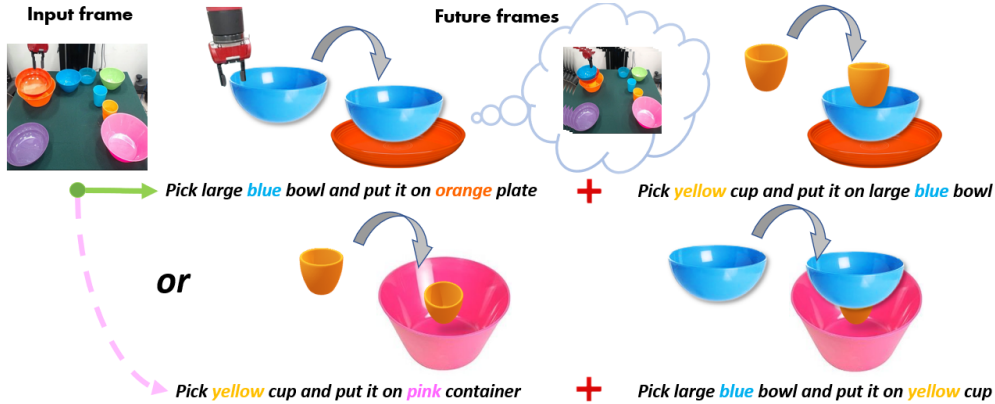 Input frame
Future frames
Pick large blue bowl and put it on orange plate
+
Pick yellow cup and put it on large blue bowl
or
Pick yellow cup and put it on pink container
+
Pick large blue bowl and put it on yellow cup